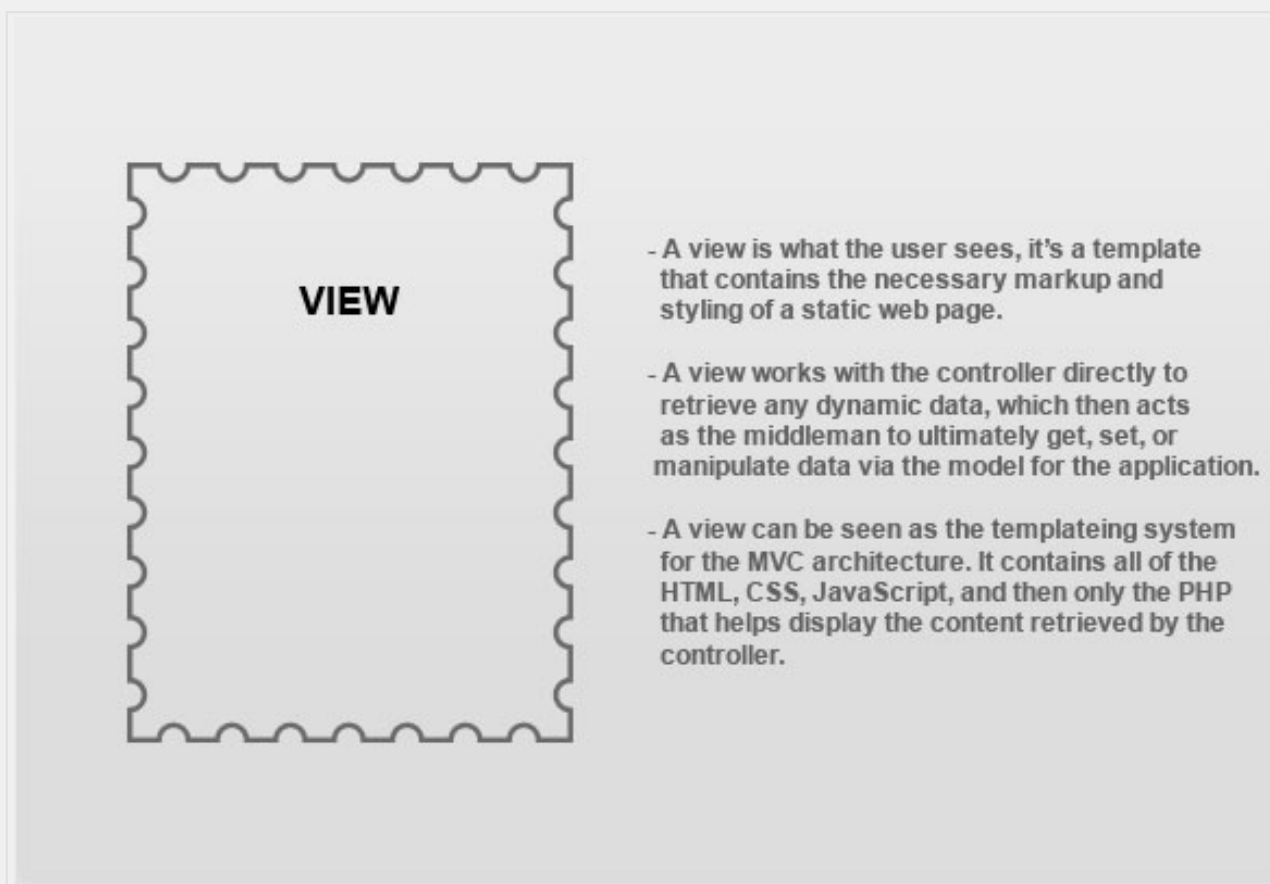 VIEW
- A view is what the user sees, it's a template
that contains the necessary markup and
styling of a static web page.
- A view works with the controller directly to
retrieve any dynamic data, which then acts
as the middleman to ultimately get, set, or
manipulate data via the model for the application.
- A view can be seen as the templateing system
for the MVC architecture. It contains all of the
HTML, CSS, JavaScript, and then only the PHP
that helps display the content retrieved by the
controller.